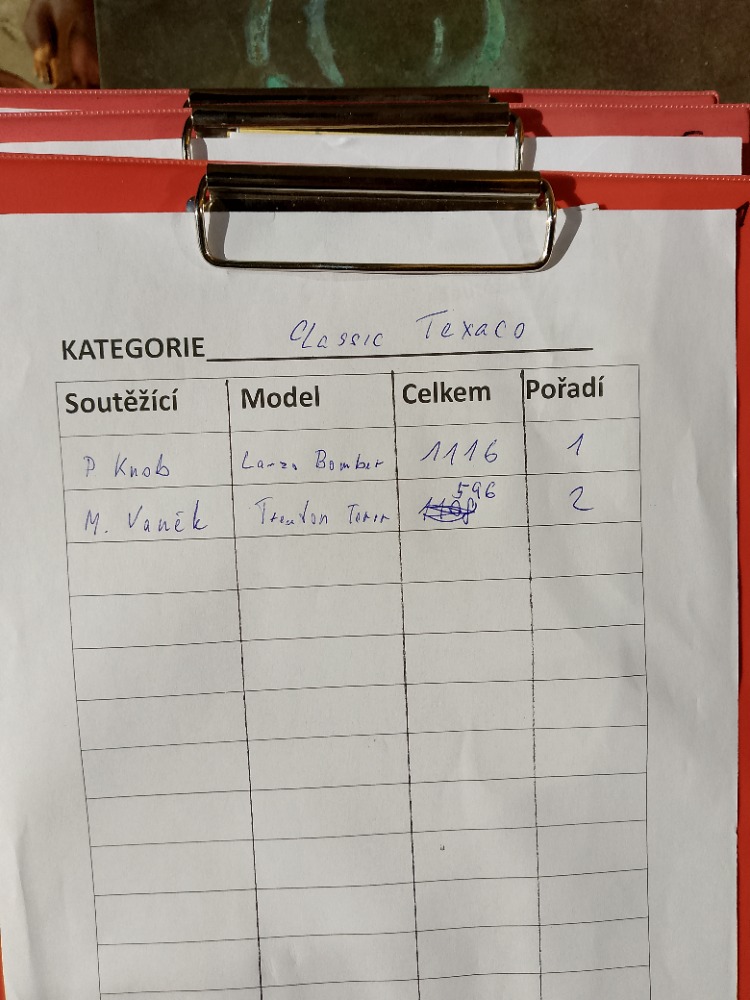 KATEGORIE Classic Texaco
Soutěžící Model Celkem Pořadí
P Knob Lanzo Bomber 1116 1
M. Vaněk 596 2